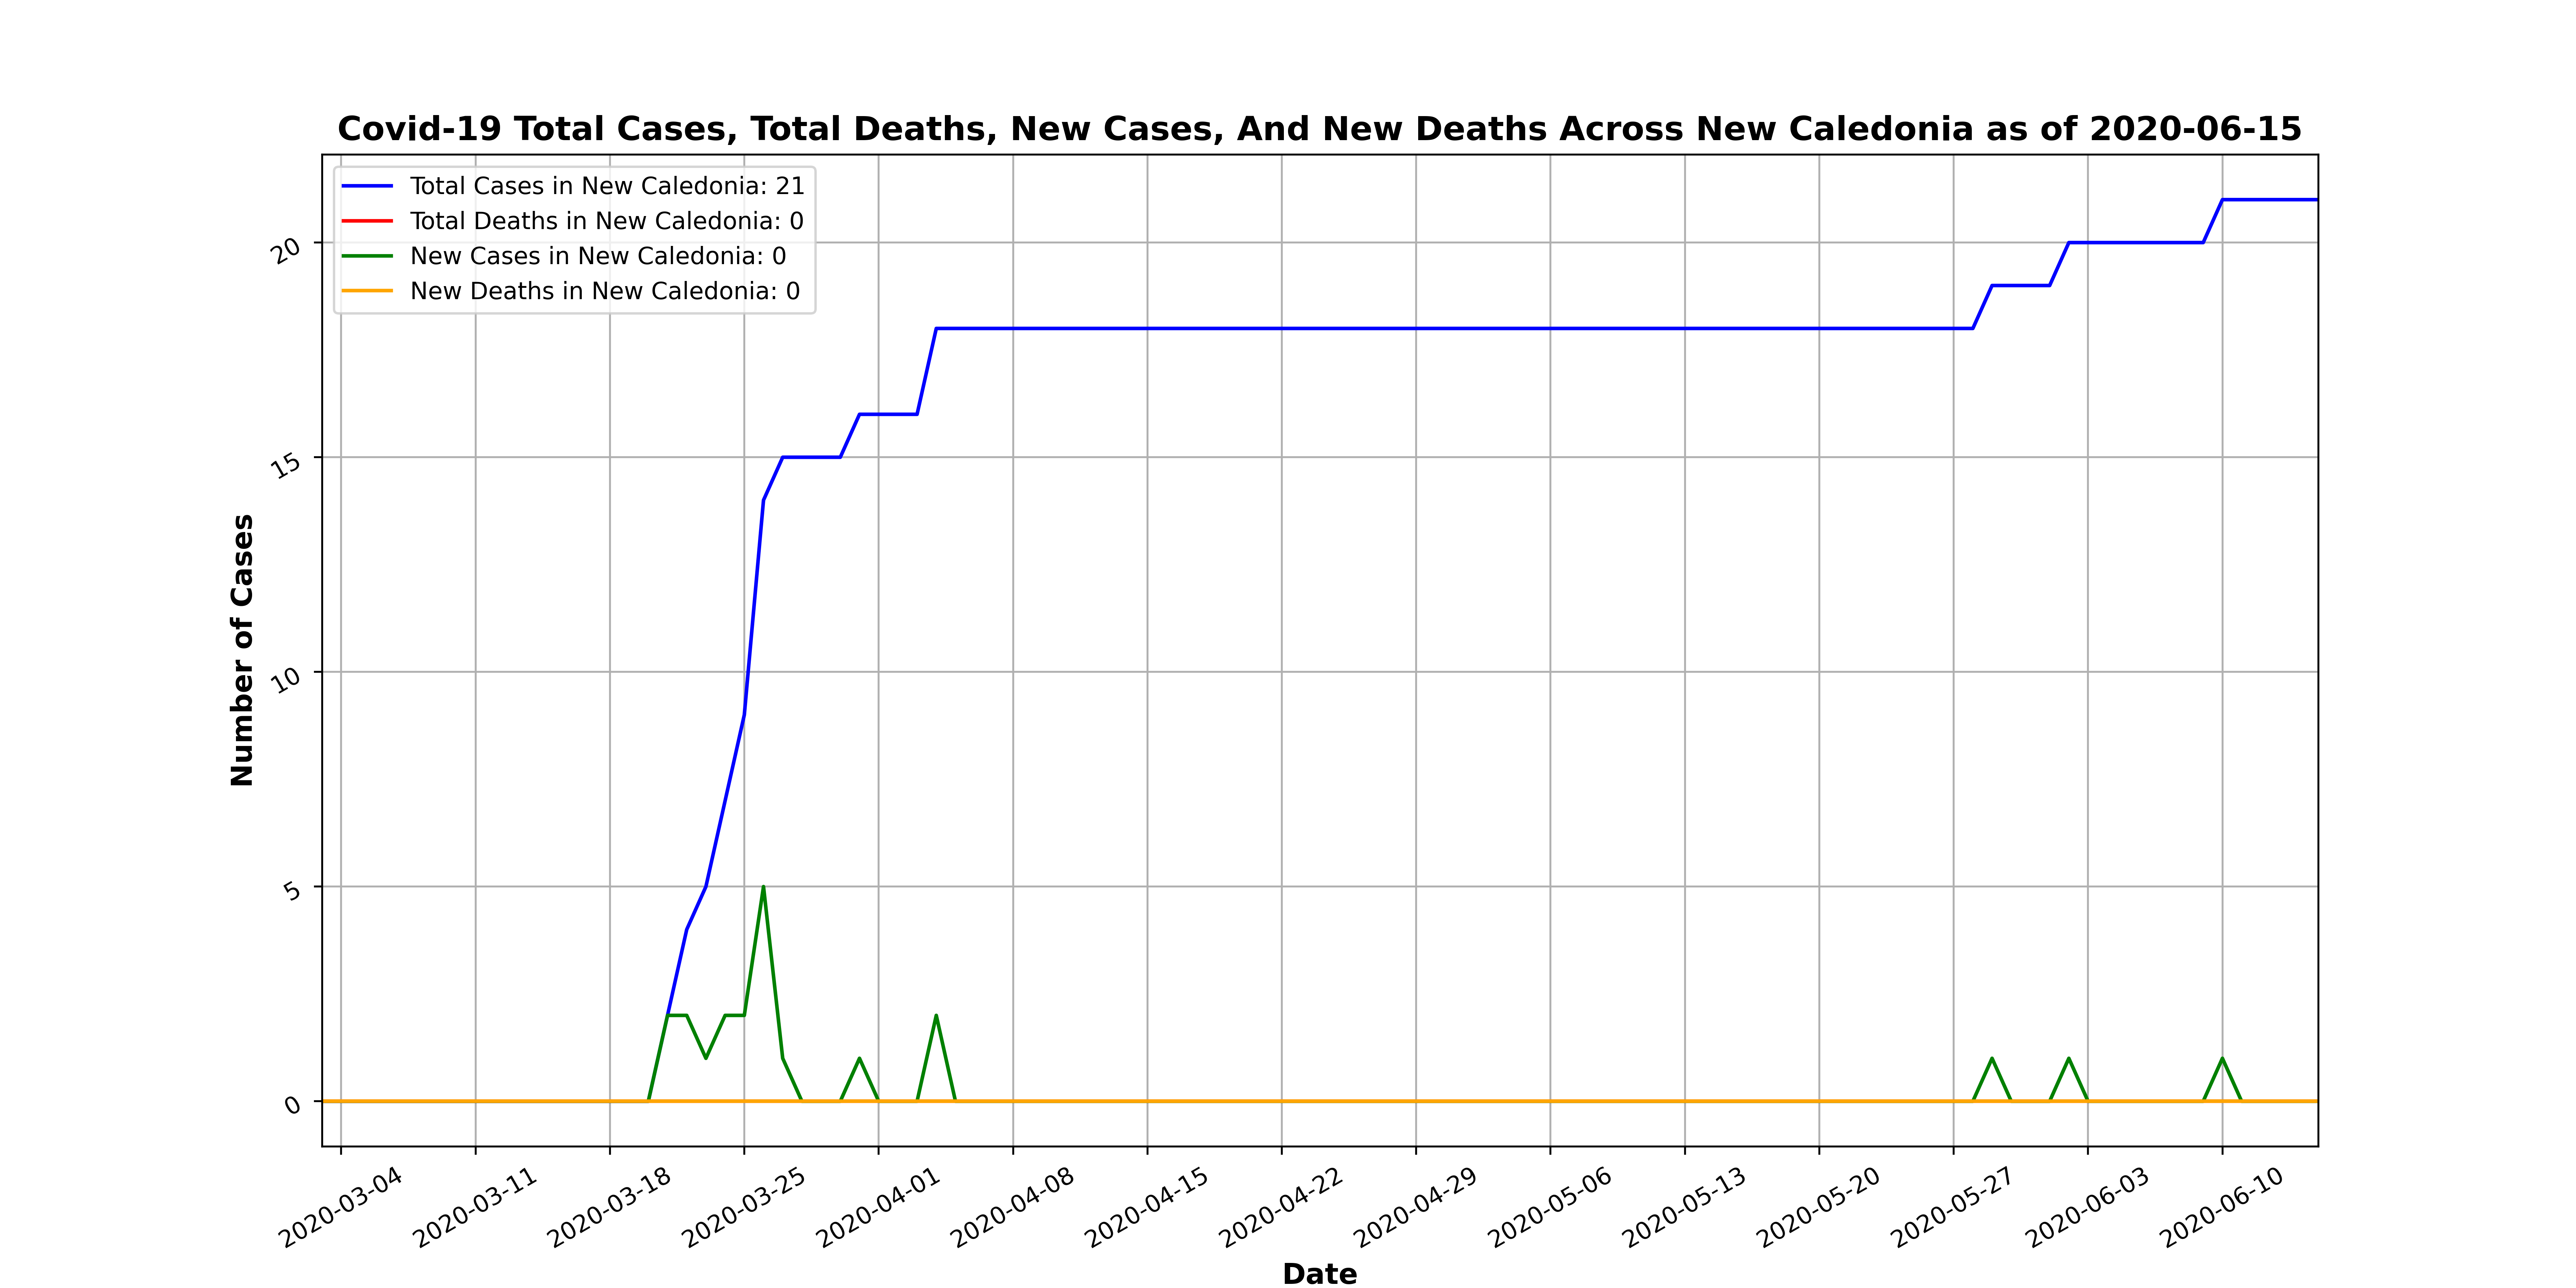 Covid-19 Total Cases, Total Deaths, New Cases, And New Deaths Across New Caledonia as of 2020-06-15
Total Cases in New Caledonia: 21
Total Deaths in New Caledonia: 0
New Cases in New Caledonia: 0
New Deaths in New Caledonia: 0
Number of Cases
20
15
10
5
0
2020-03-04
2020-03-11
2020-03-18
2020-03-25
2020-04-01
2020-04-08
2020-04-15
2020-04-22
2020-04-29
2020-05-06
2020-05-13
2020-05-20
2020-05-27
2020-06-03
2020-06-10
Date